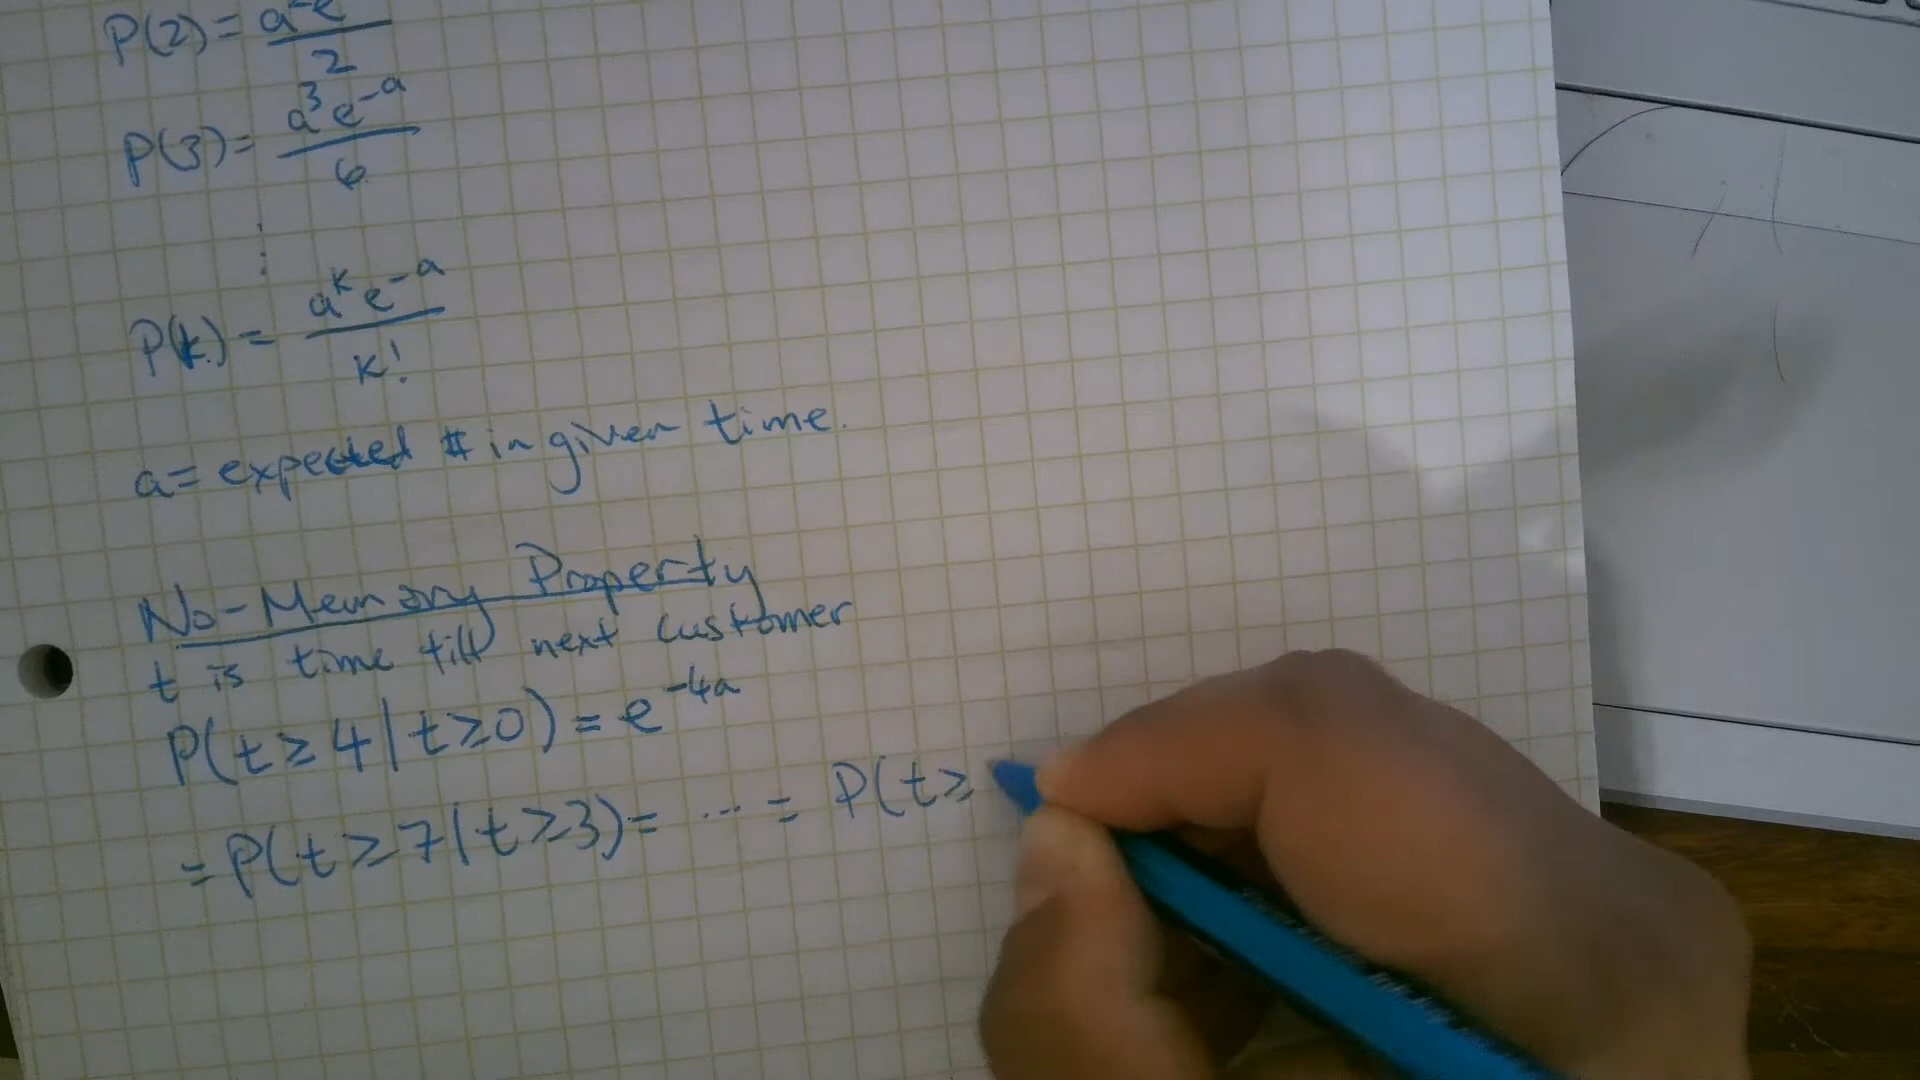 P(2) = a²e / 2
P(3) = a³e⁻ᵃ / 6
⋮
P(k) = aᵏe⁻ᵃ / k!
a = expected # in given time.
No-Memory Property
t is time till next customer
P(t≥4|t≥0) = e⁻⁴ᵃ
= P(t≥7|t≥3) = ... = P(t≥